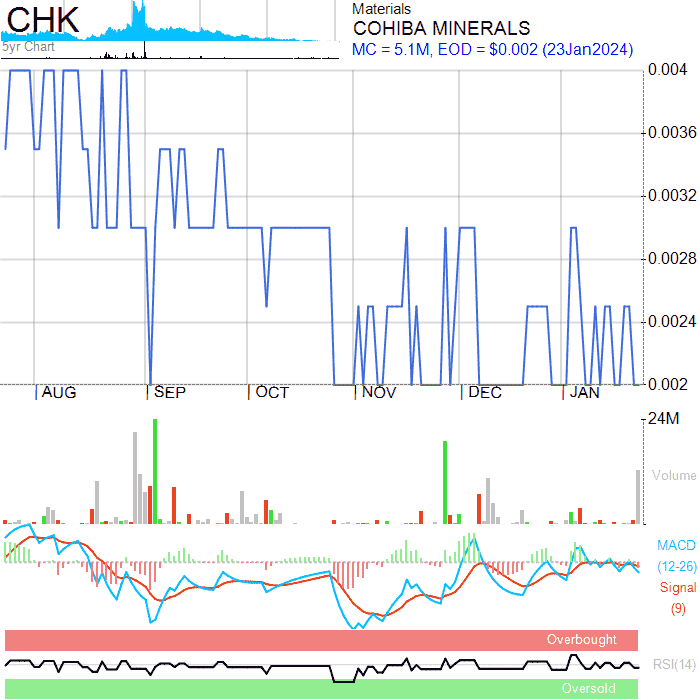 CHK
5yr Chart
Materials
COHIBA MINERALS
MC = 5.1M, EOD = $0.002 (23Jan2024)
0.004
0.0036
0.0032
0.0028
0.0024
0.002
AUG SEP OCT NOV DEC JAN
24M
Volume
MACD
(12-26)
Signal
(9)
Overbought
RSI(14)
Oversold